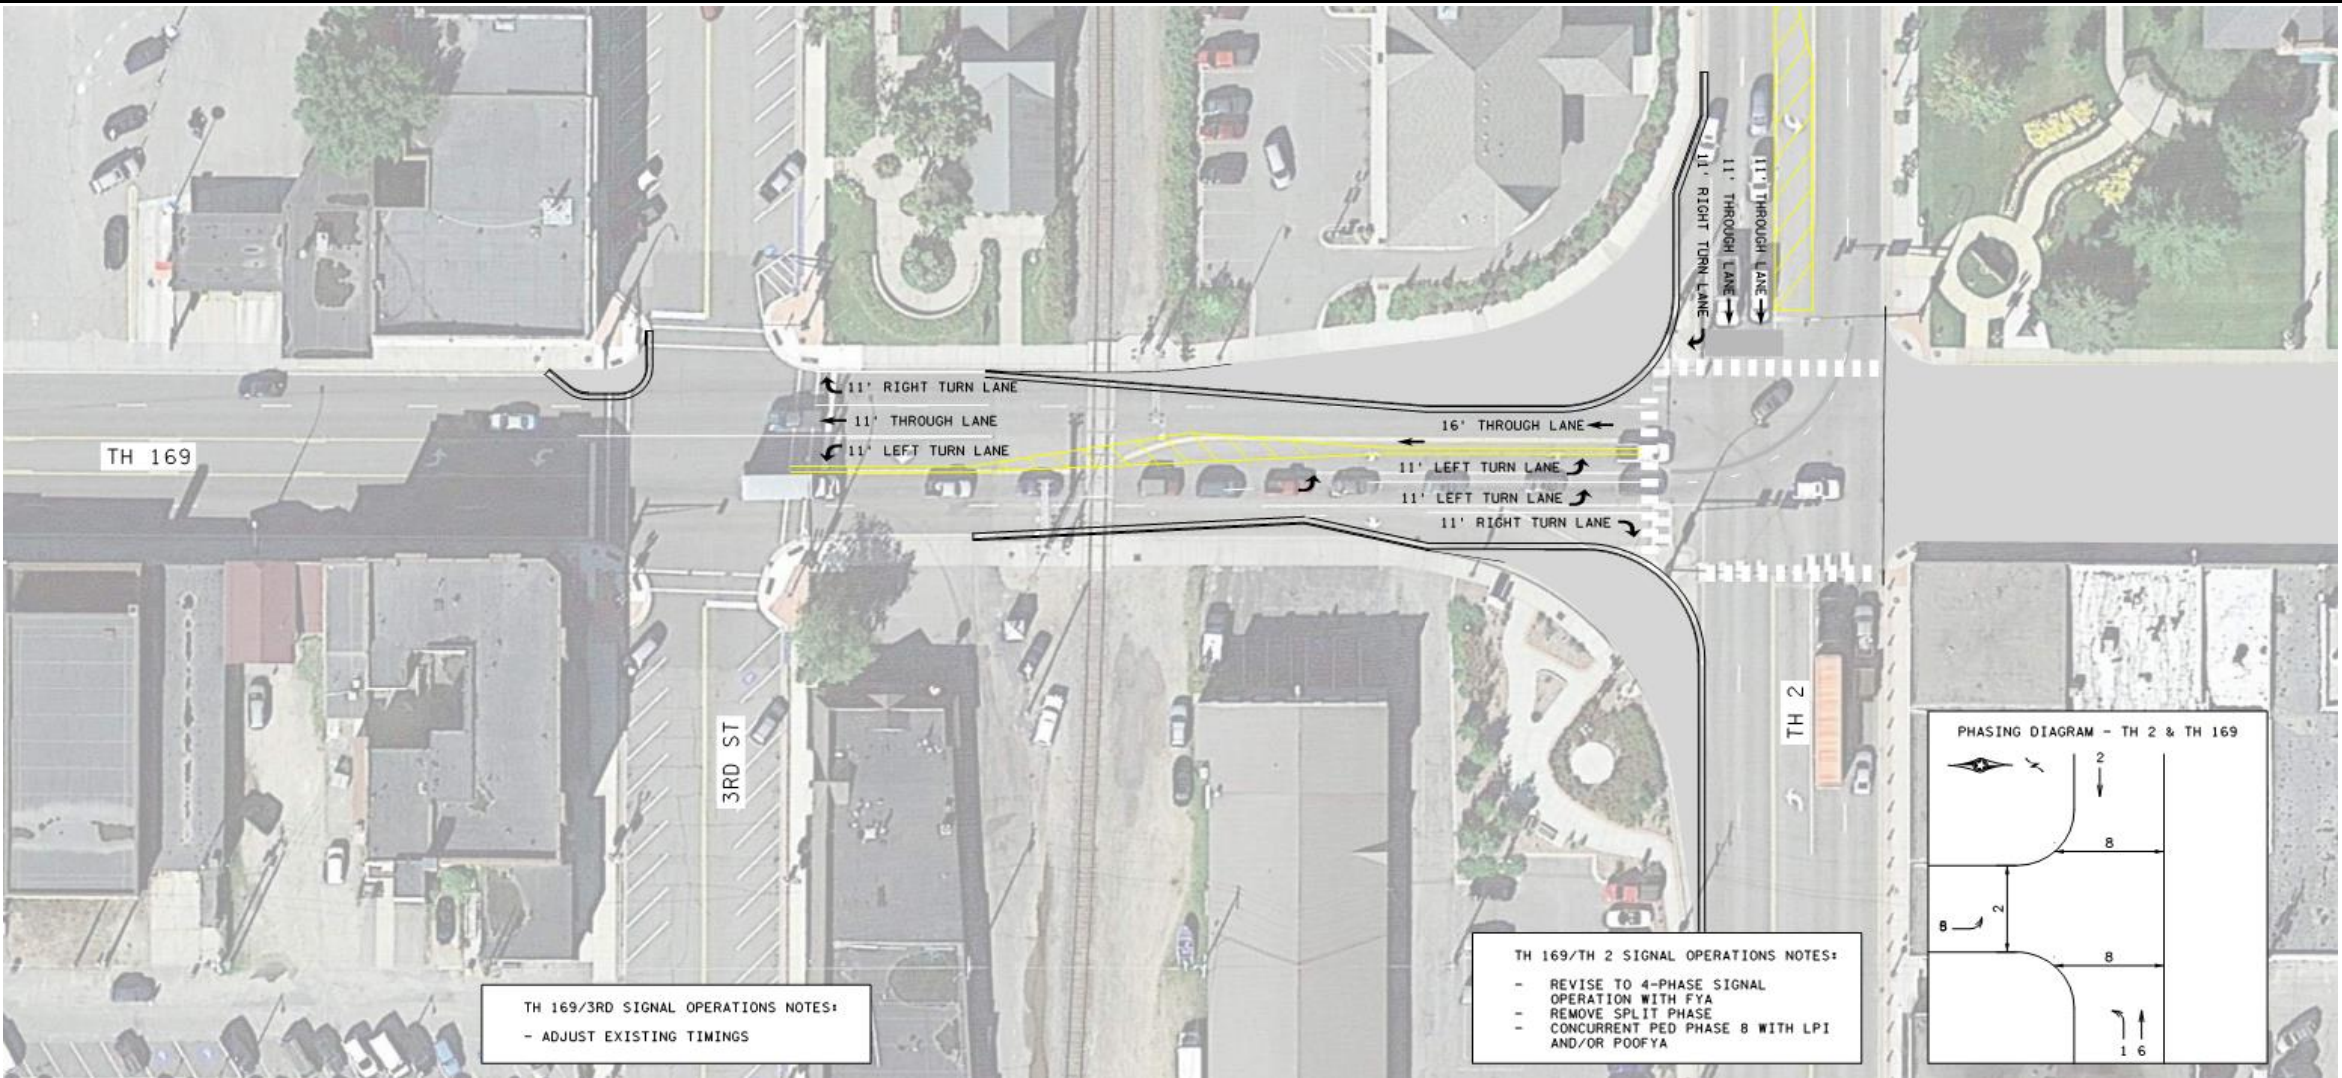 11' RIGHT TURN LANE
11' THROUGH LANE
11' THROUGH LANE
11' RIGHT TURN LANE
11' THROUGH LANE
11' LEFT TURN LANE
16' THROUGH LANE
11' LEFT TURN LANE
11' LEFT TURN LANE
11' RIGHT TURN LANE
TH 169
3RD ST
TH 2
PHASING DIAGRAM - TH 2 & TH 169
2
8
2
8
8
1 6
TH 169/3RD SIGNAL OPERATIONS NOTES:
- ADJUST EXISTING TIMINGS
TH 169/TH 2 SIGNAL OPERATIONS NOTES:
- REVISE TO 4-PHASE SIGNAL
OPERATION WITH FYA
- REMOVE SPLIT PHASE
- CONCURRENT PED PHASE 8 WITH LPI
AND/OR POOFYA